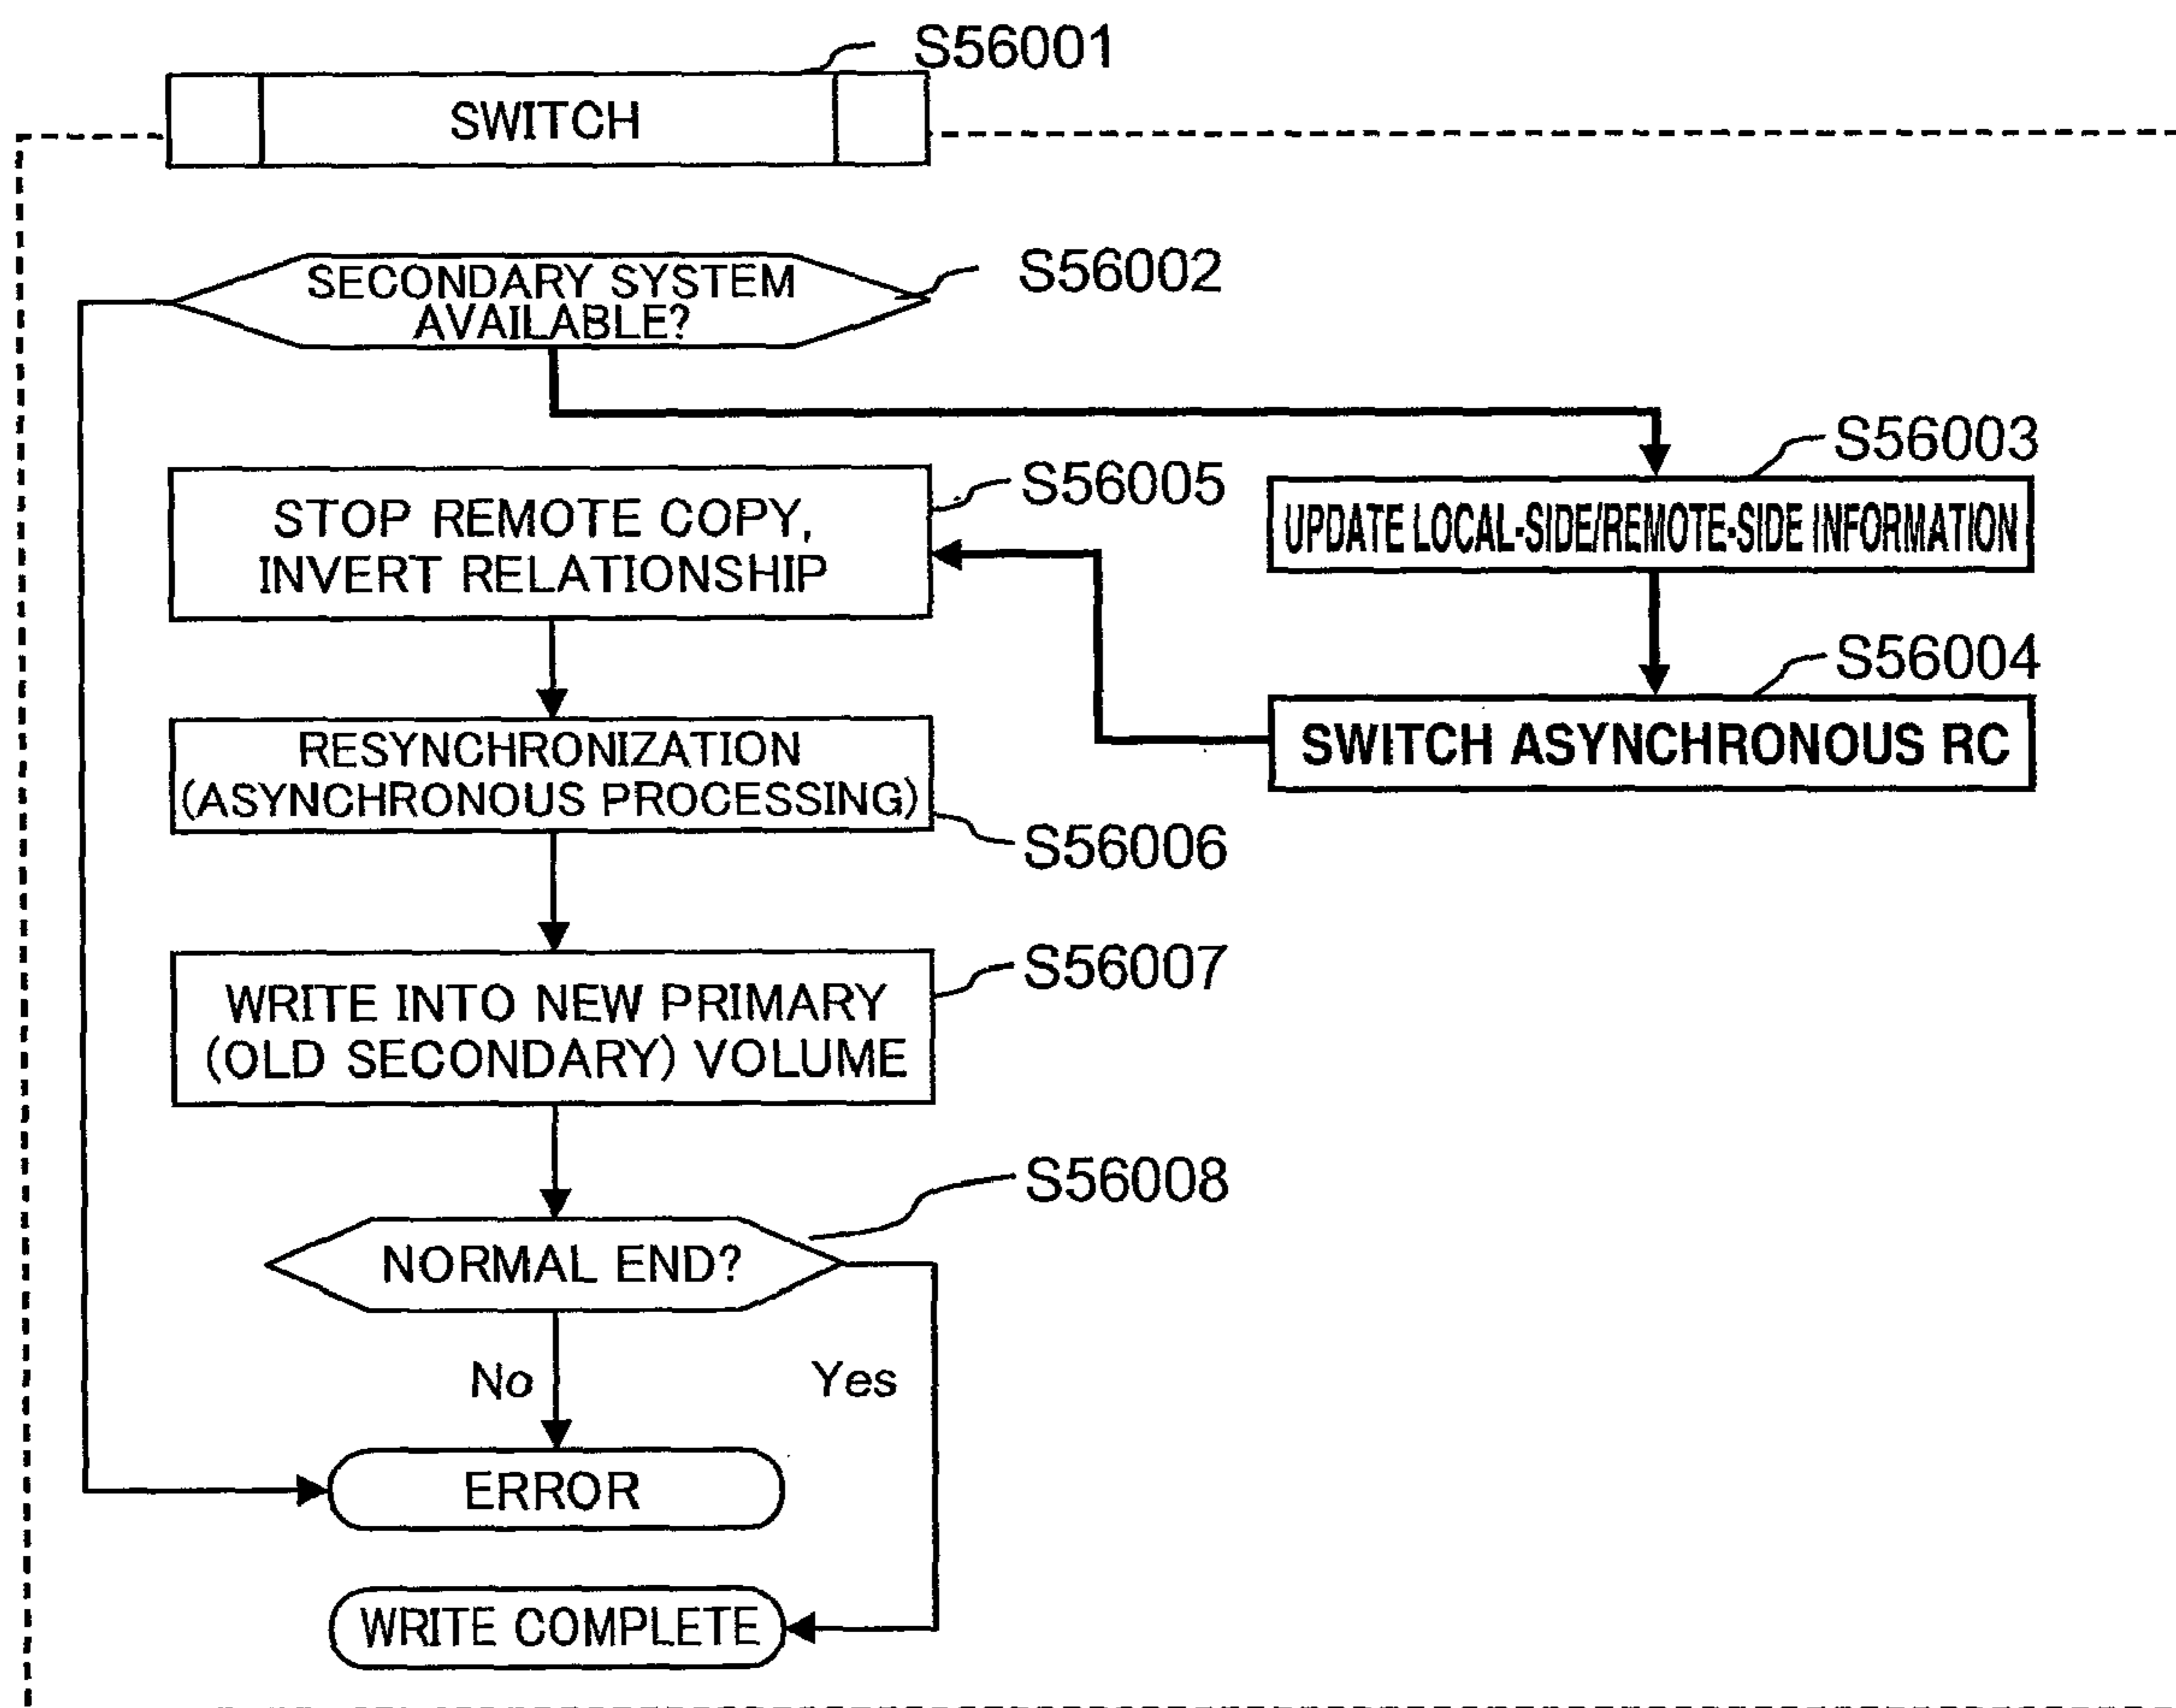 S56001
SWITCH
SECONDARY SYSTEM
AVAILABLE?
S56002
S56003
UPDATE LOCAL-SIDE/REMOTE-SIDE INFORMATION
S56004
SWITCH ASYNCHRONOUS RC
S56005
STOP REMOTE COPY,
INVERT RELATIONSHIP
RESYNCHRONIZATION
(ASYNCHRONOUS PROCESSING)
S56006
S56007
WRITE INTO NEW PRIMARY
(OLD SECONDARY) VOLUME
S56008
NORMAL END?
No
Yes
ERROR
WRITE COMPLETE